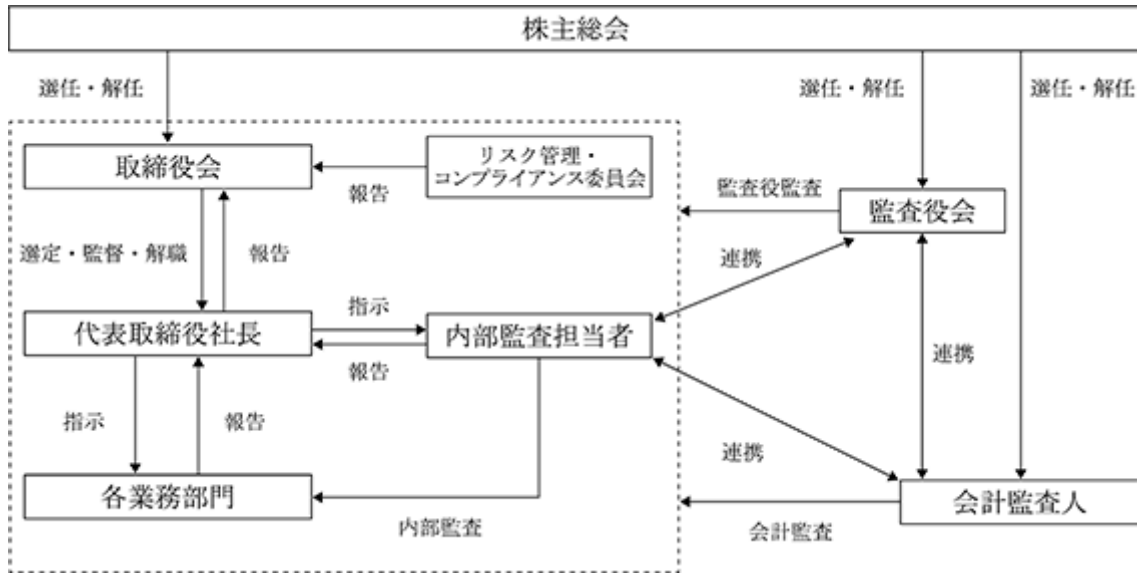 株主総会
選任・解任
選任・解任
選任・解任
取締役会
リスク管理・
コンプライアンス委員会
報告
監査役監査
監査役会
選定・監督・解職
報告
連携
代表取締役社長
指示
報告
内部監査担当者
連携
指示
報告
連携
各業務部門
内部監査
会計監査
会計監査人